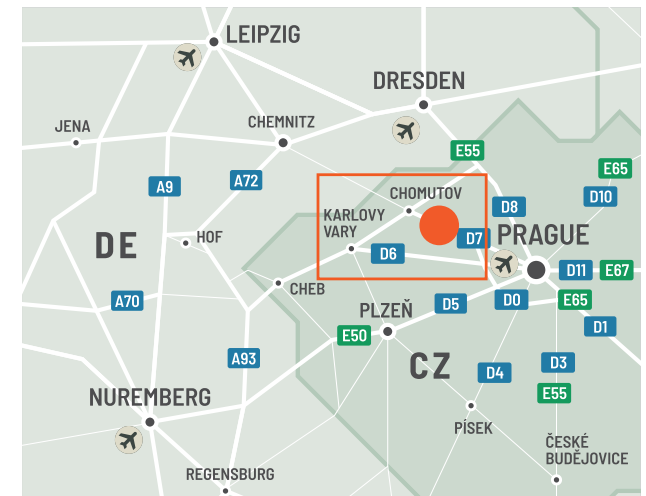 LEIPZIG
DRESDEN
JENA
CHEMNITZ
E55
E65
A9
A72
D10
CHOMUTOV
D8
KARLOVY
VARY
D7
PRAGUE
DE
HOF
D6
D11
E67
CHEB
A70
PLZEŇ
D5
D0
E65
D1
E50
A93
CZ
D4
D3
E55
NUREMBERG
PÍSEK
ČESKÉ
BUDĚJOVICE
REGENSBURG